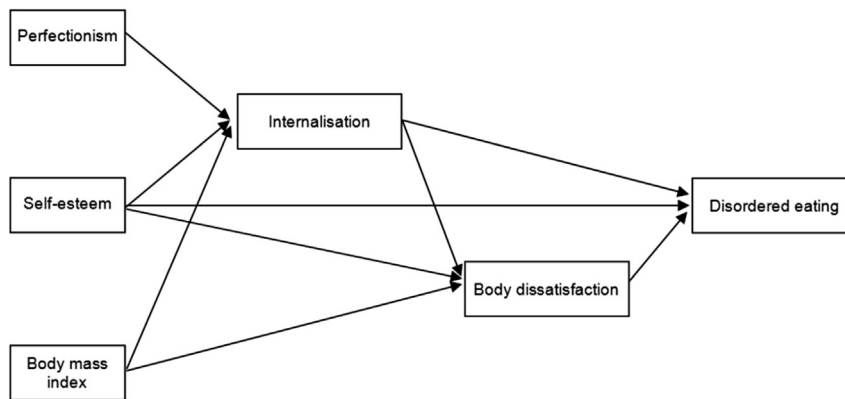 Perfectionism
Internalisation
Self-esteem
Disordered eating
Body dissatisfaction
Body mass
index